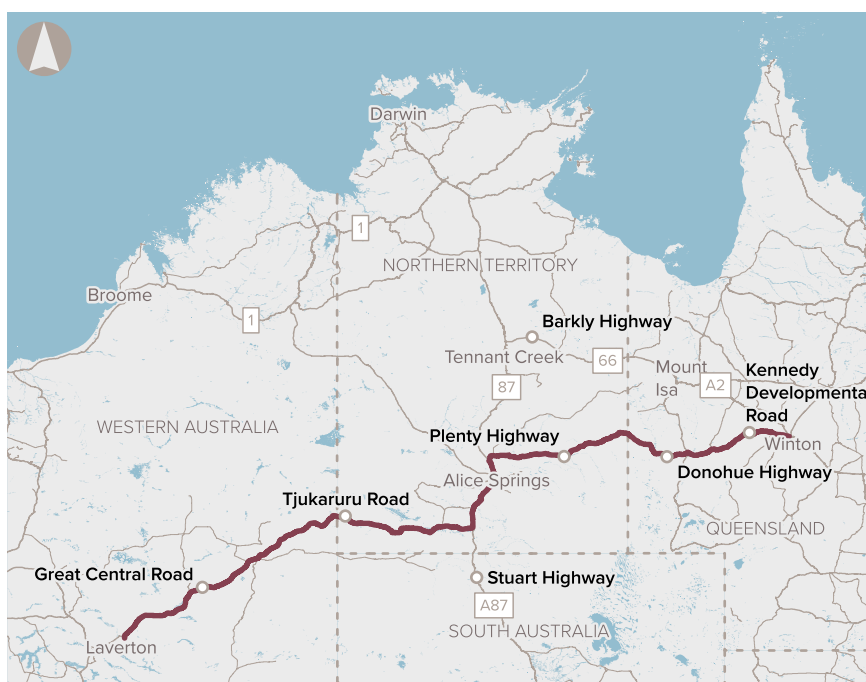 Darwin
1
NORTHERN TERRITORY
Broome
1
Barkly Highway
Tennant Creek
66
Mount
Isa
Kennedy
Developmental
Road
A2
87
WESTERN AUSTRALIA
Plenty Highway
Winton
Alice Springs
Donohue Highway
Tjukaruru Road
QUEENSLAND
Great Central Road
Stuart Highway
A87
SOUTH AUSTRALIA
Laverton